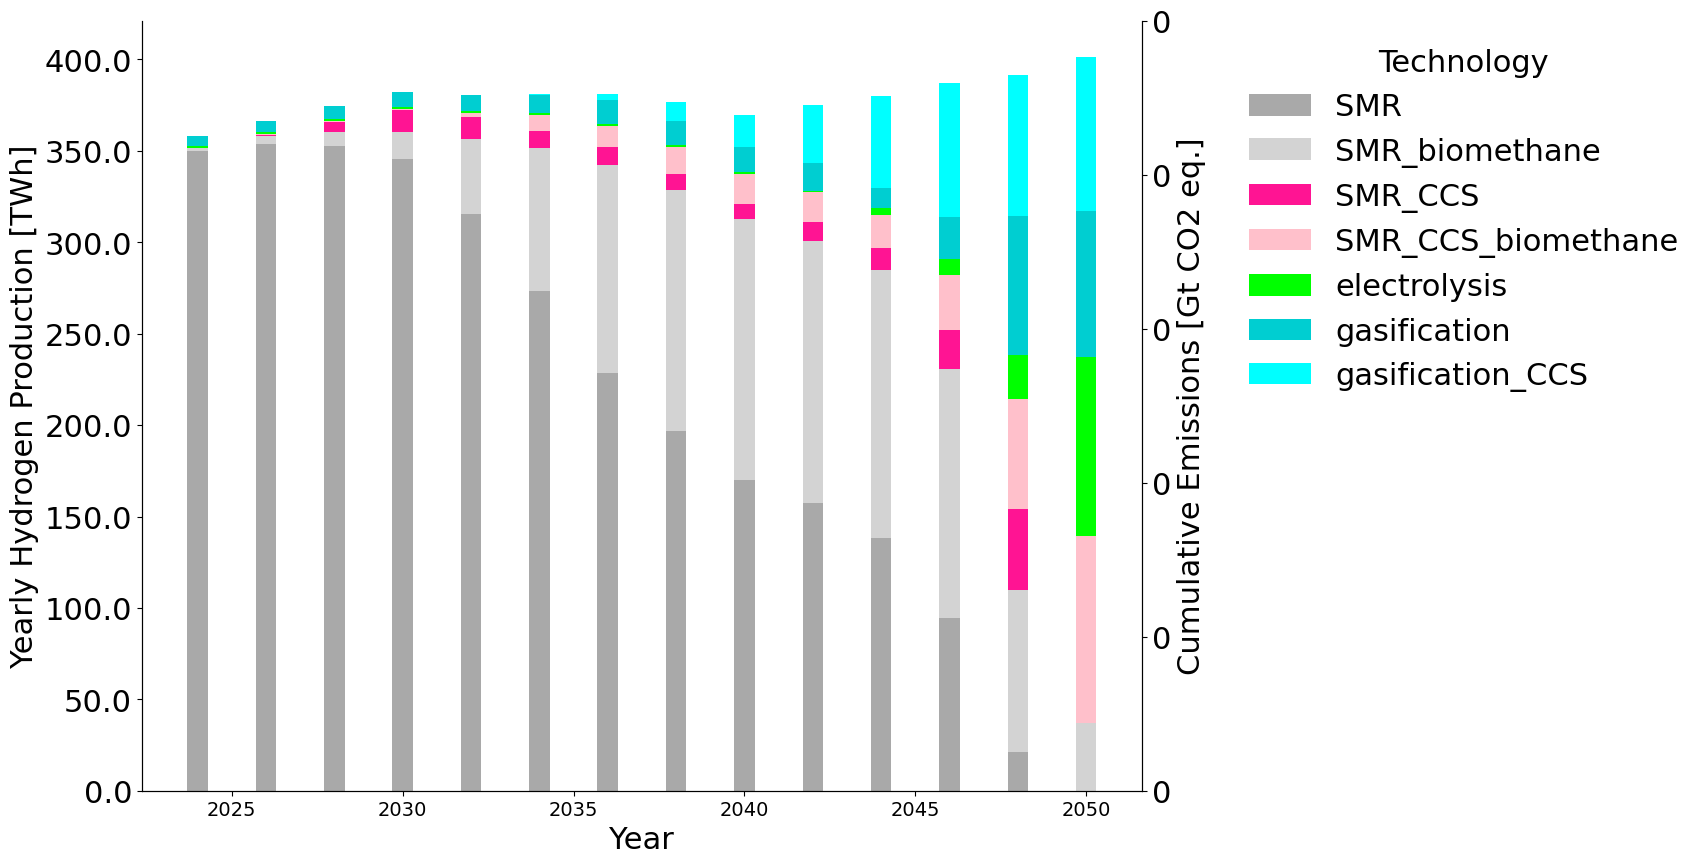 Yearly Hydrogen Production [TWh]
400.0
350.0
300.0
250.0
200.0
150.0
100.0
50.0
0.0
2025
2030
2035
2040
2045
2050
Year
0
0
0
0
0
0
Cumulative Emissions [Gt CO2 eq.]
Technology
SMR
SMR_biomethane
SMR_CCS
SMR_CCS_biomethane
electrolysis
gasification
gasification_CCS